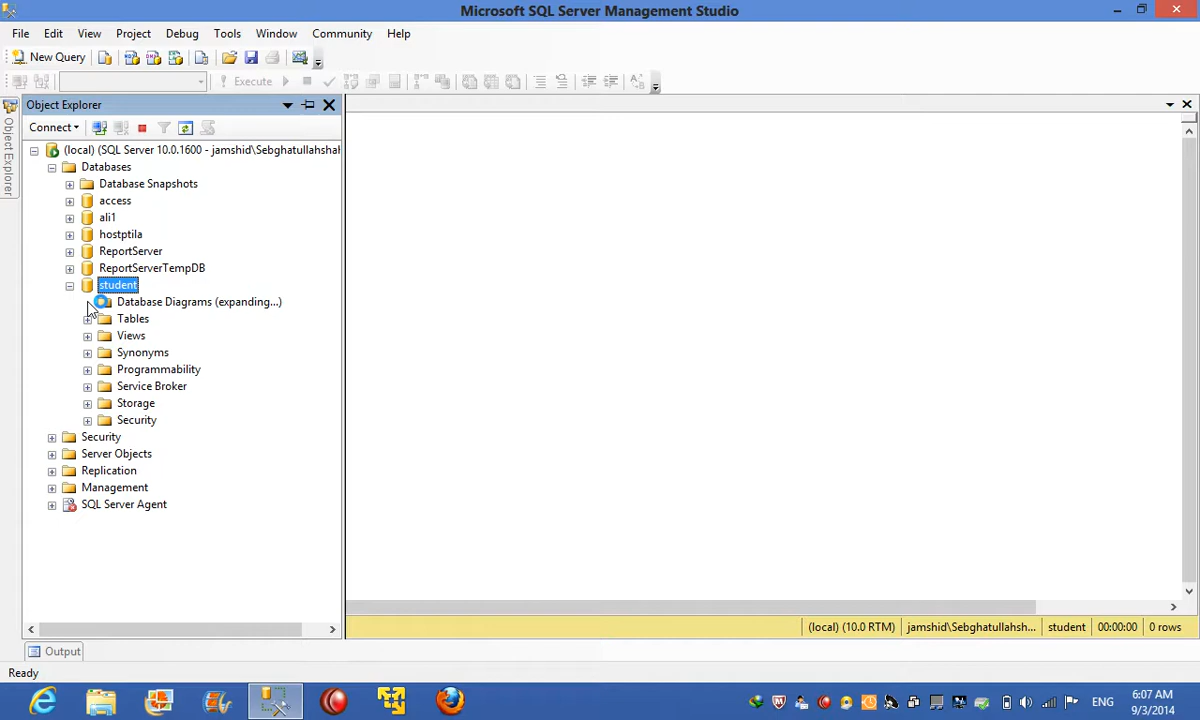 Microsoft SQL Server Management Studio
File Edit View Project Debug Tools Window Community Help
New Query
Execute
Object Explorer
Object Explorer
Connect
(local) (SQL Server 10.0.1600 - jamshid\Sebghatullahshah
Databases
Database Snapshots
access
ali1
hostptila
ReportServer
ReportServerTempDB
student
Database Diagrams (expanding...)
Tables
Views
Synonyms
Programmability
Service Broker
Storage
Security
Security
Server Objects
Replication
Management
SQL Server Agent
(local) (10.0 RTM) jamshid\Sebghatullahsh... student 00:00:00 0 rows
Output
Ready
ENG 6:07 AM
9/3/2014